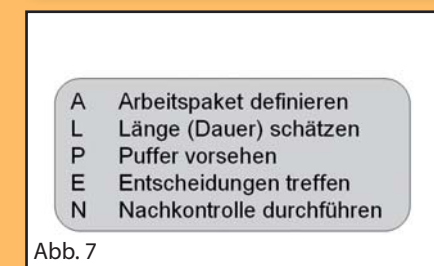 A Arbeitspaket definieren
L Länge (Dauer) schätzen
P Puffer vorsehen
E Entscheidungen treffen
N Nachkontrolle durchführen
Abb. 7